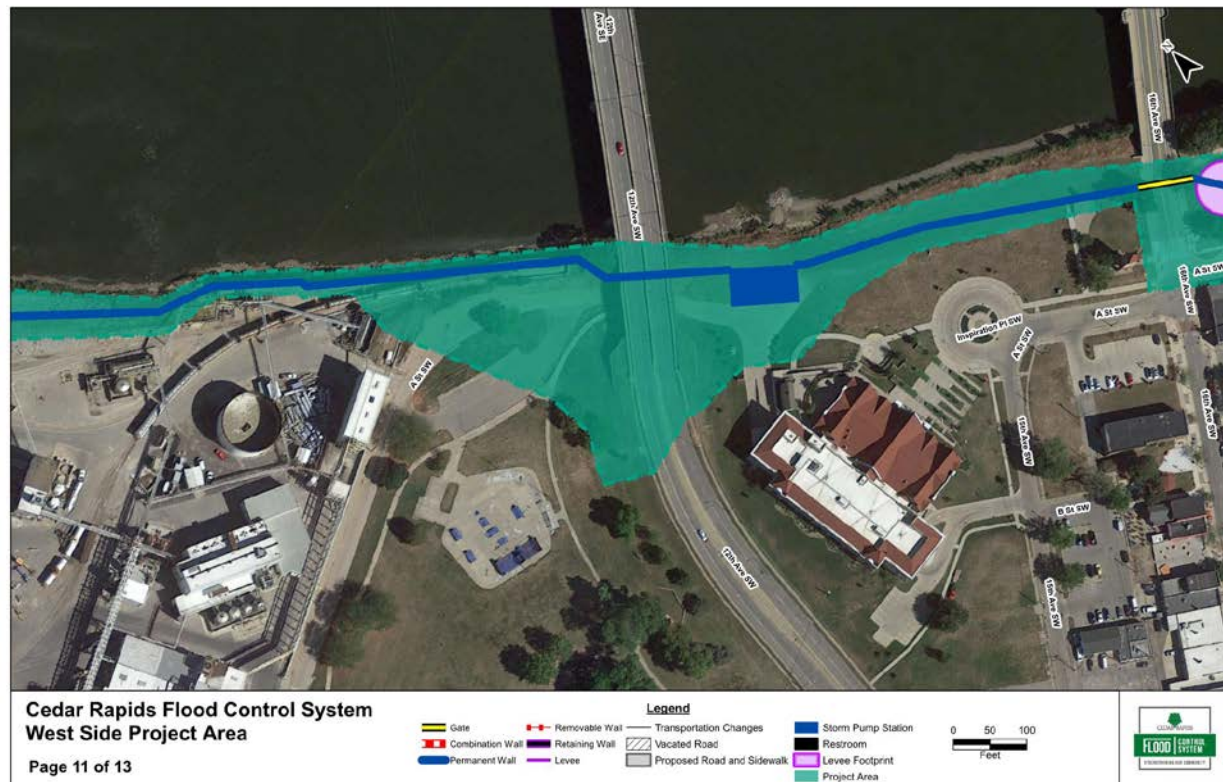 12th
Ave SE
16th Ave SW
N
12th Ave SW
A St SW
16th Ave SW
A St SW
Inspiration Pl SW
A St SW
A St SW
15th Ave SW
16th Ave SW
B St SW
12th Ave SW
15th Ave SW
Cedar Rapids Flood Control System
West Side Project Area
Page 11 of 13
Legend
Gate
Combination Wall
Permanent Wall
Removable Wall
Retaining Wall
Levee
Transportation Changes
Vacated Road
Proposed Road and Sidewalk
Storm Pump Station
Restroom
Levee Footprint
Project Area
0 50 100
Feet
CEDAR RAPIDS
FLOOD CONTROL
SYSTEM